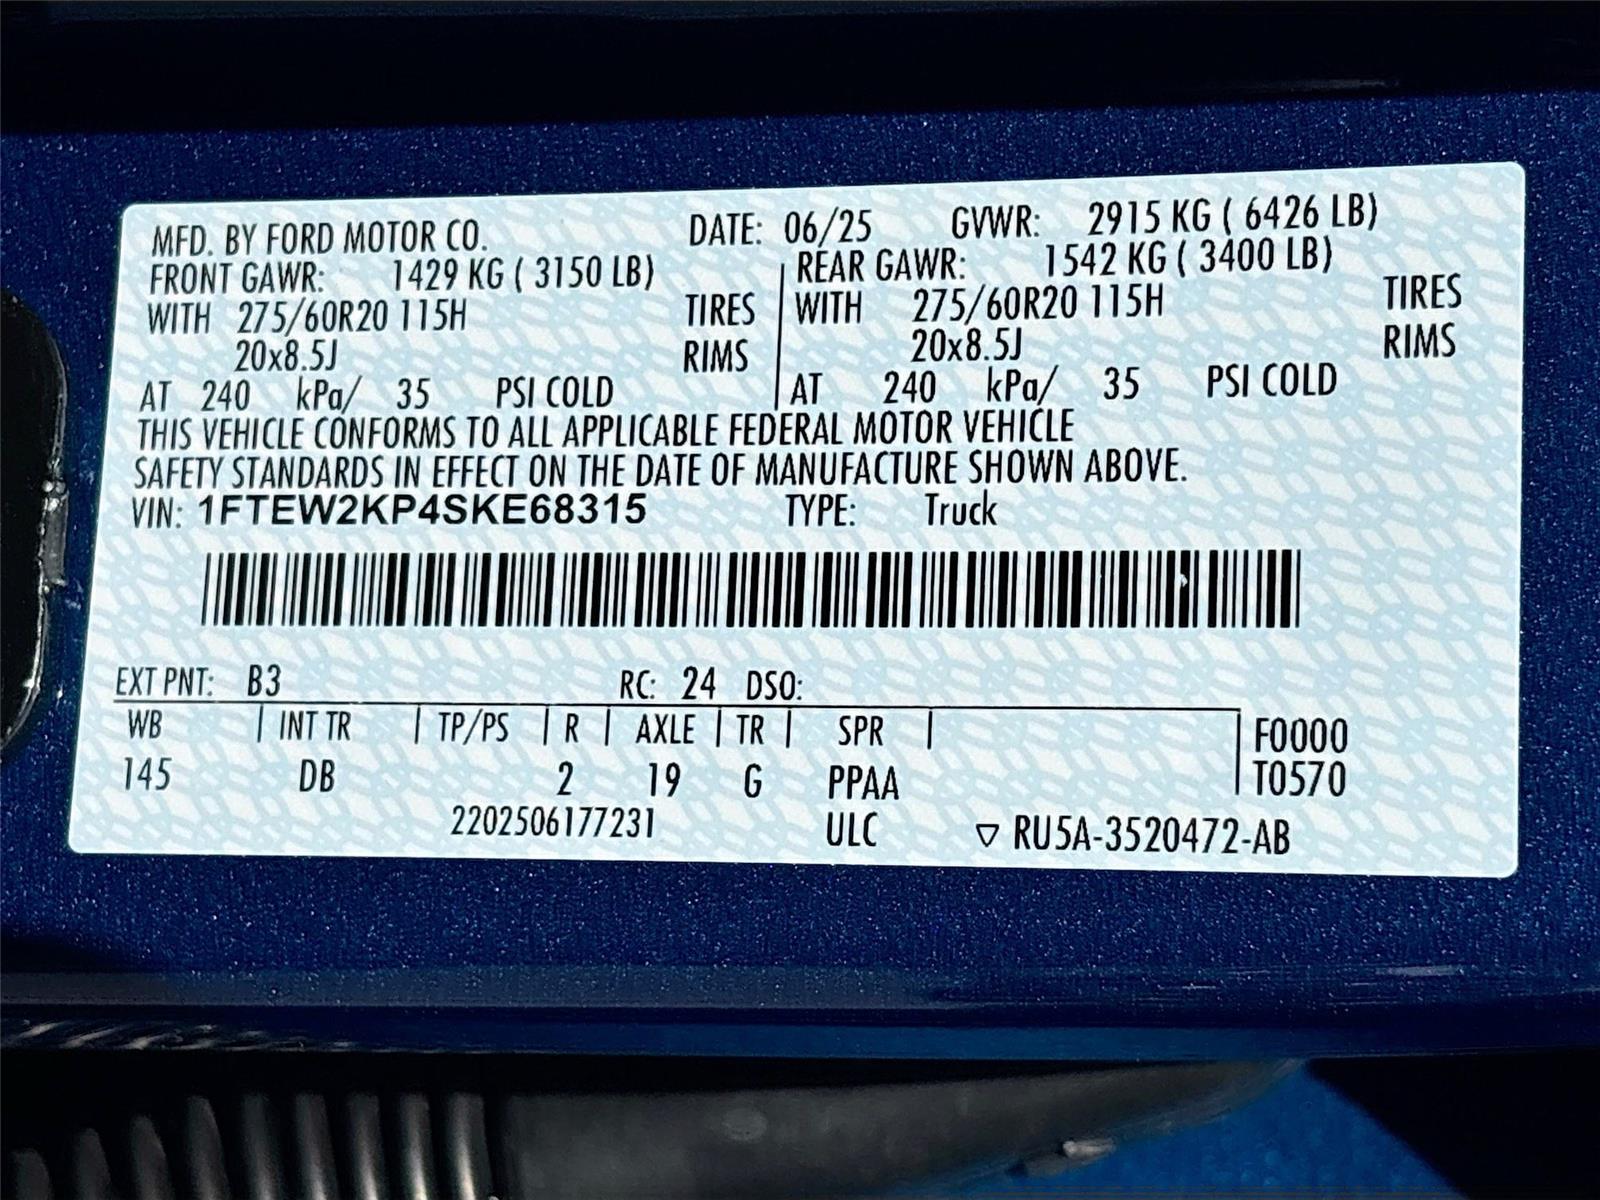 MFD. BY FORD MOTOR CO. DATE: 06/25 GVWR: 2915 KG ( 6426 LB)
FRONT GAWR: 1429 KG ( 3150 LB) REAR GAWR: 1542 KG ( 3400 LB)
WITH 275/60R20 115H TIRES WITH 275/60R20 115H TIRES
20x8.5J RIMS 20x8.5J RIMS
AT 240 kPa/ 35 PSI COLD AT 240 kPa/ 35 PSI COLD
THIS VEHICLE CONFORMS TO ALL APPLICABLE FEDERAL MOTOR VEHICLE
SAFETY STANDARDS IN EFFECT ON THE DATE OF MANUFACTURE SHOWN ABOVE.
VIN: 1FTEW2KP4SKE68315 TYPE: Truck
EXT PNT: B3 RC: 24 DSO:
WB INT TR TP/PS R AXLE TR SPR F0000
145 DB 2 19 G PPAA T0570
2202506177231 ULC ▽ RU5A-3520472-AB